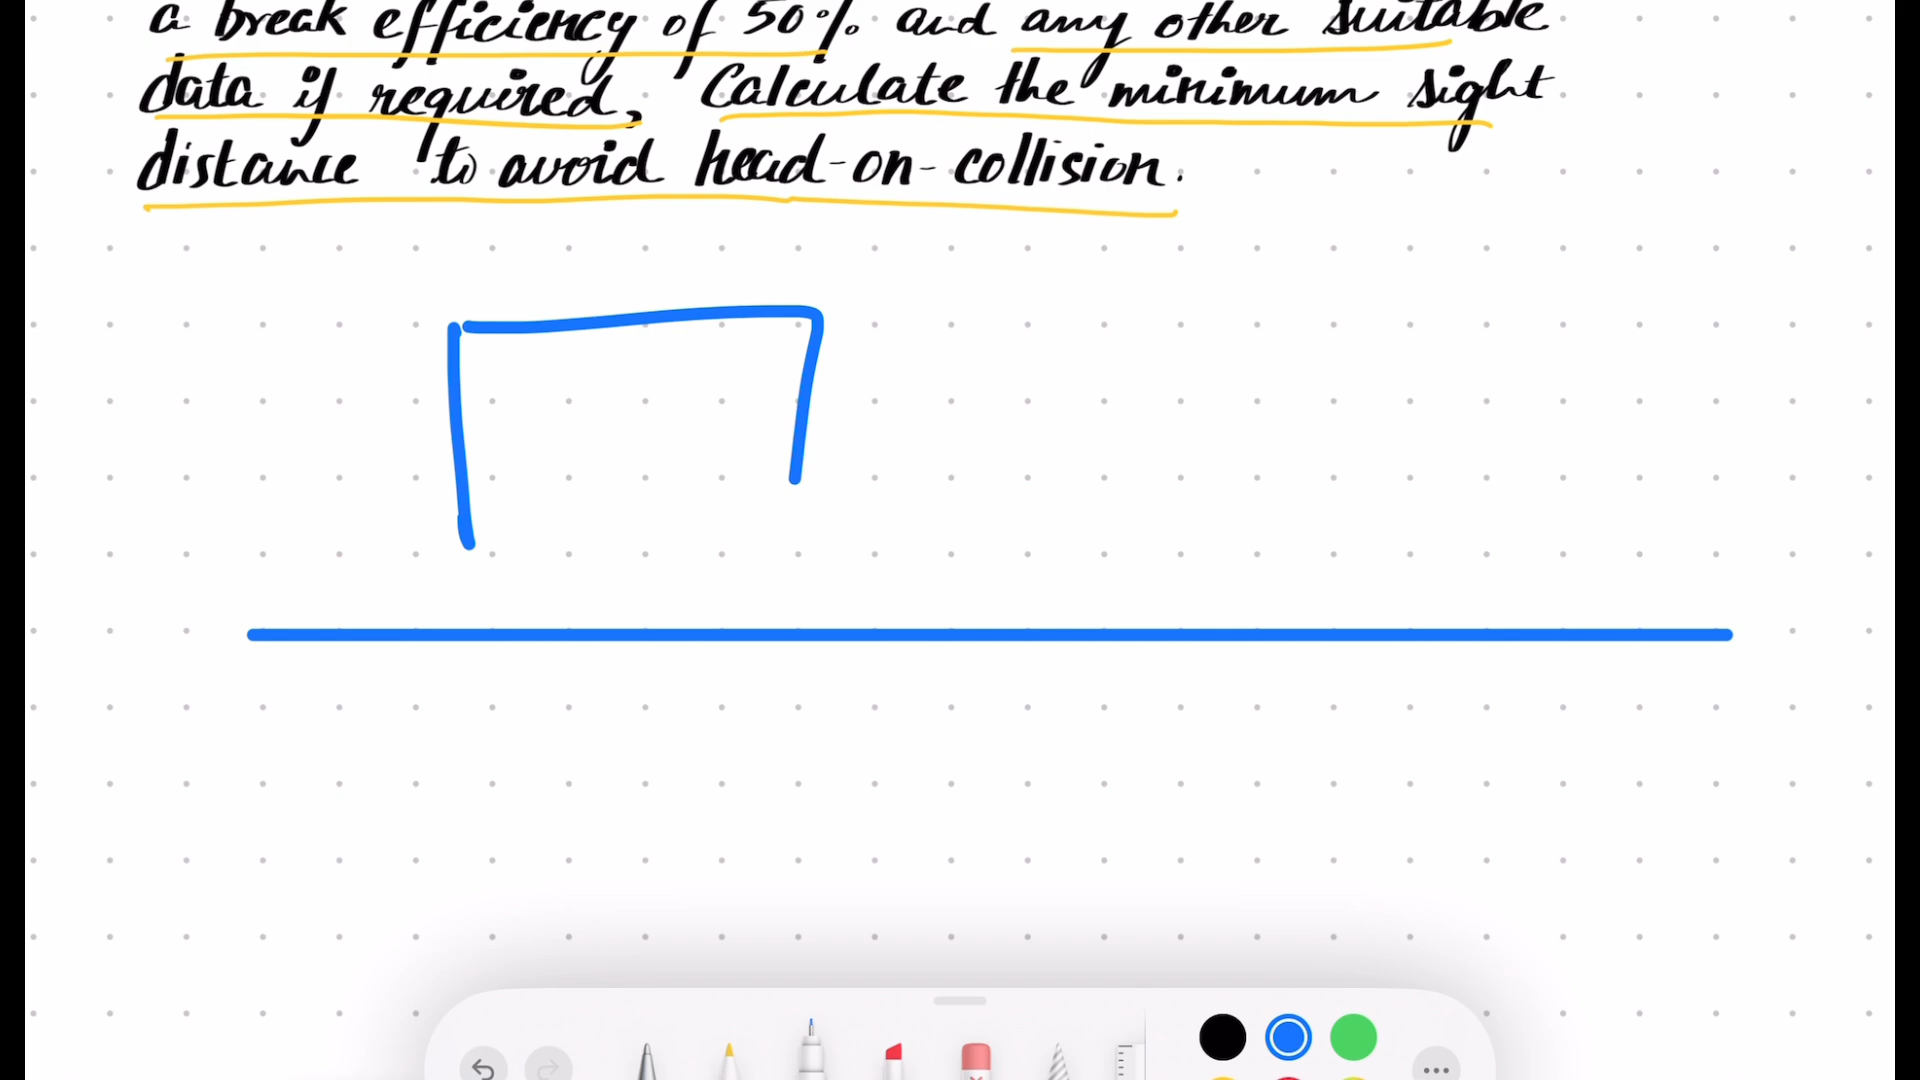 a break efficiency of 50% and any other suitable
data if required, Calculate the minimum sight
distance to avoid head-on-collision.